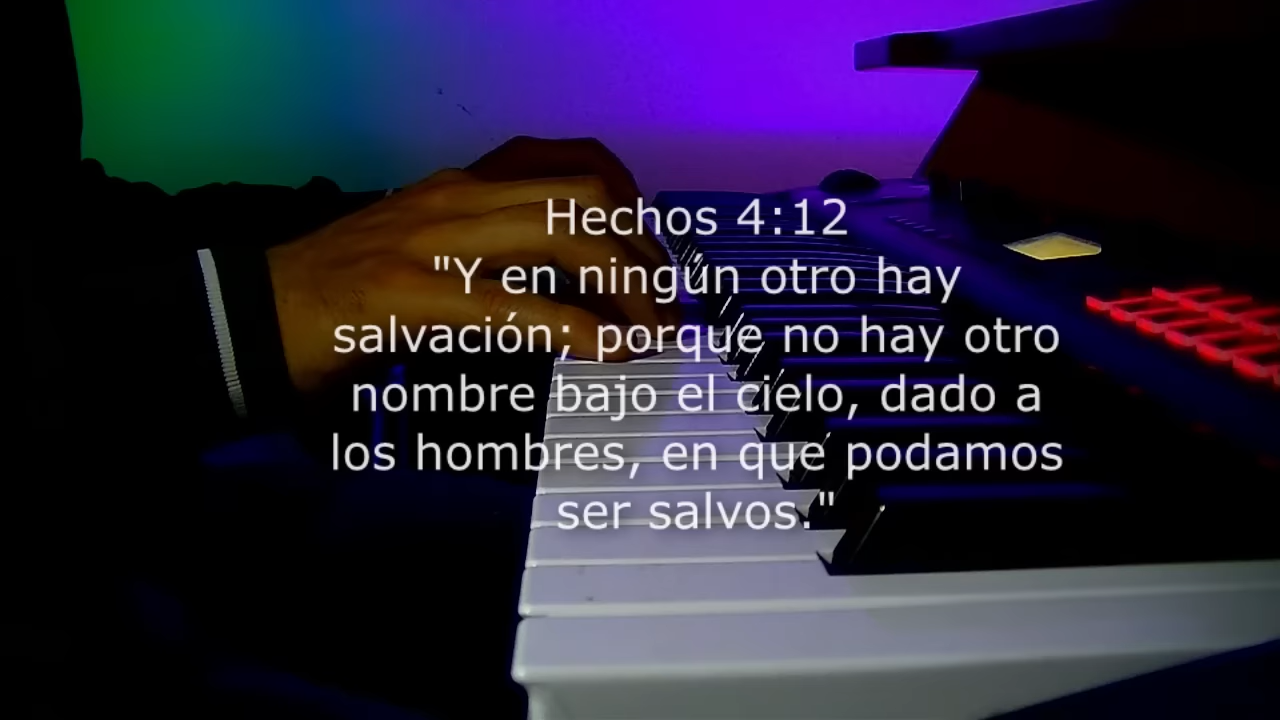 Hechos 4:12
"Y en ningún otro hay
salvación; porque no hay otro
nombre bajo el cielo, dado a
los hombres, en que podamos
ser salvos."